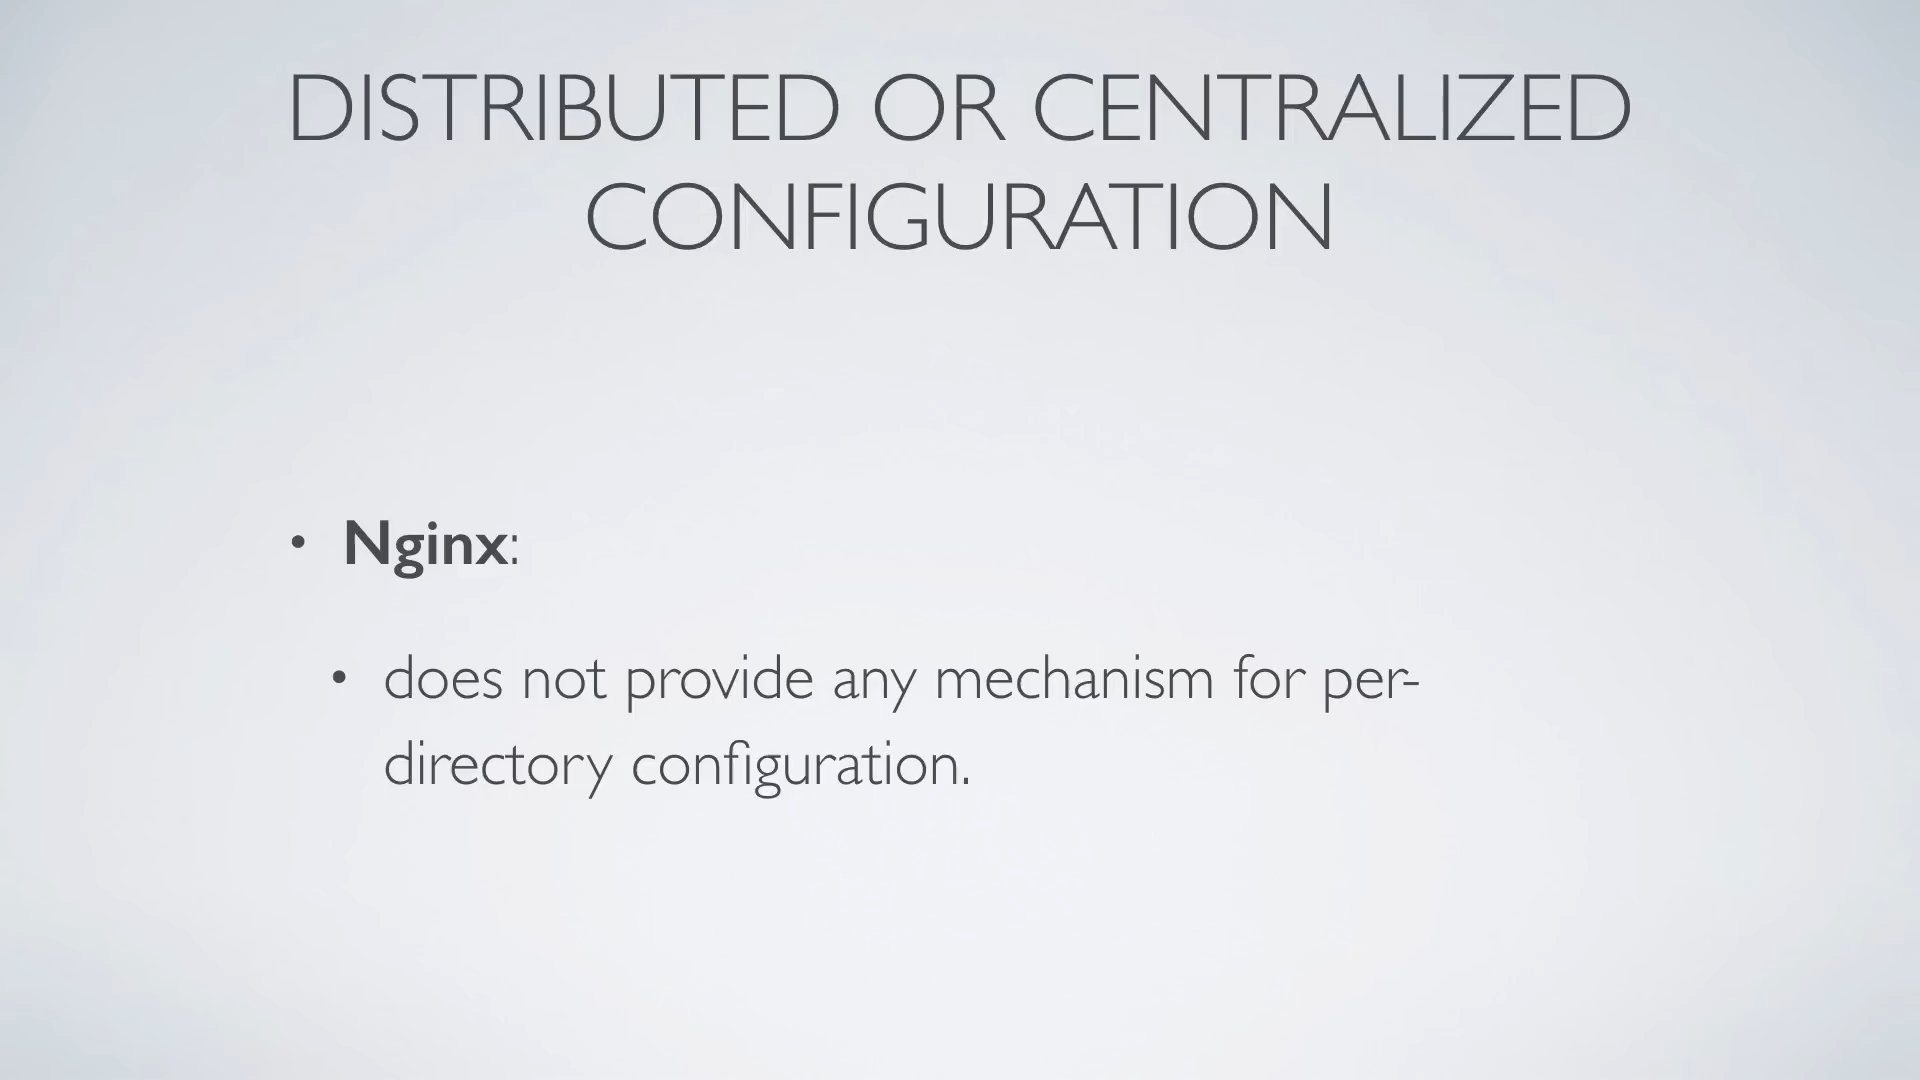 DISTRIBUTED OR CENTRALIZED
CONFIGURATION
• Nginx:
• does not provide any mechanism for per-
directory configuration.